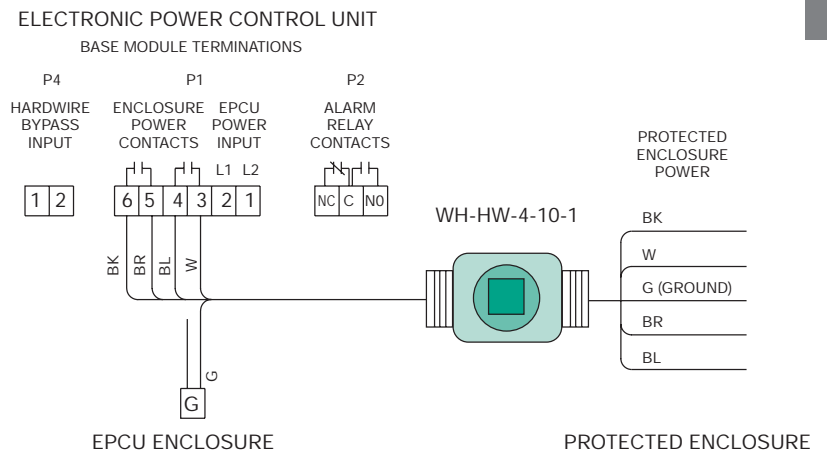 ELECTRONIC POWER CONTROL UNIT
BASE MODULE TERMINATIONS
P4
HARDWIRE
BYPASS
INPUT
1 2
P1
ENCLOSURE
POWER
CONTACTS
EPCU
POWER
INPUT
L1 L2
6 5 4 3 2 1
P2
ALARM
RELAY
CONTACTS
NC C N0
BK
BR
BL
W
G
G
EPCU ENCLOSURE
WH-HW-4-10-1
PROTECTED
ENCLOSURE
POWER
BK
W
G (GROUND)
BR
BL
PROTECTED ENCLOSURE